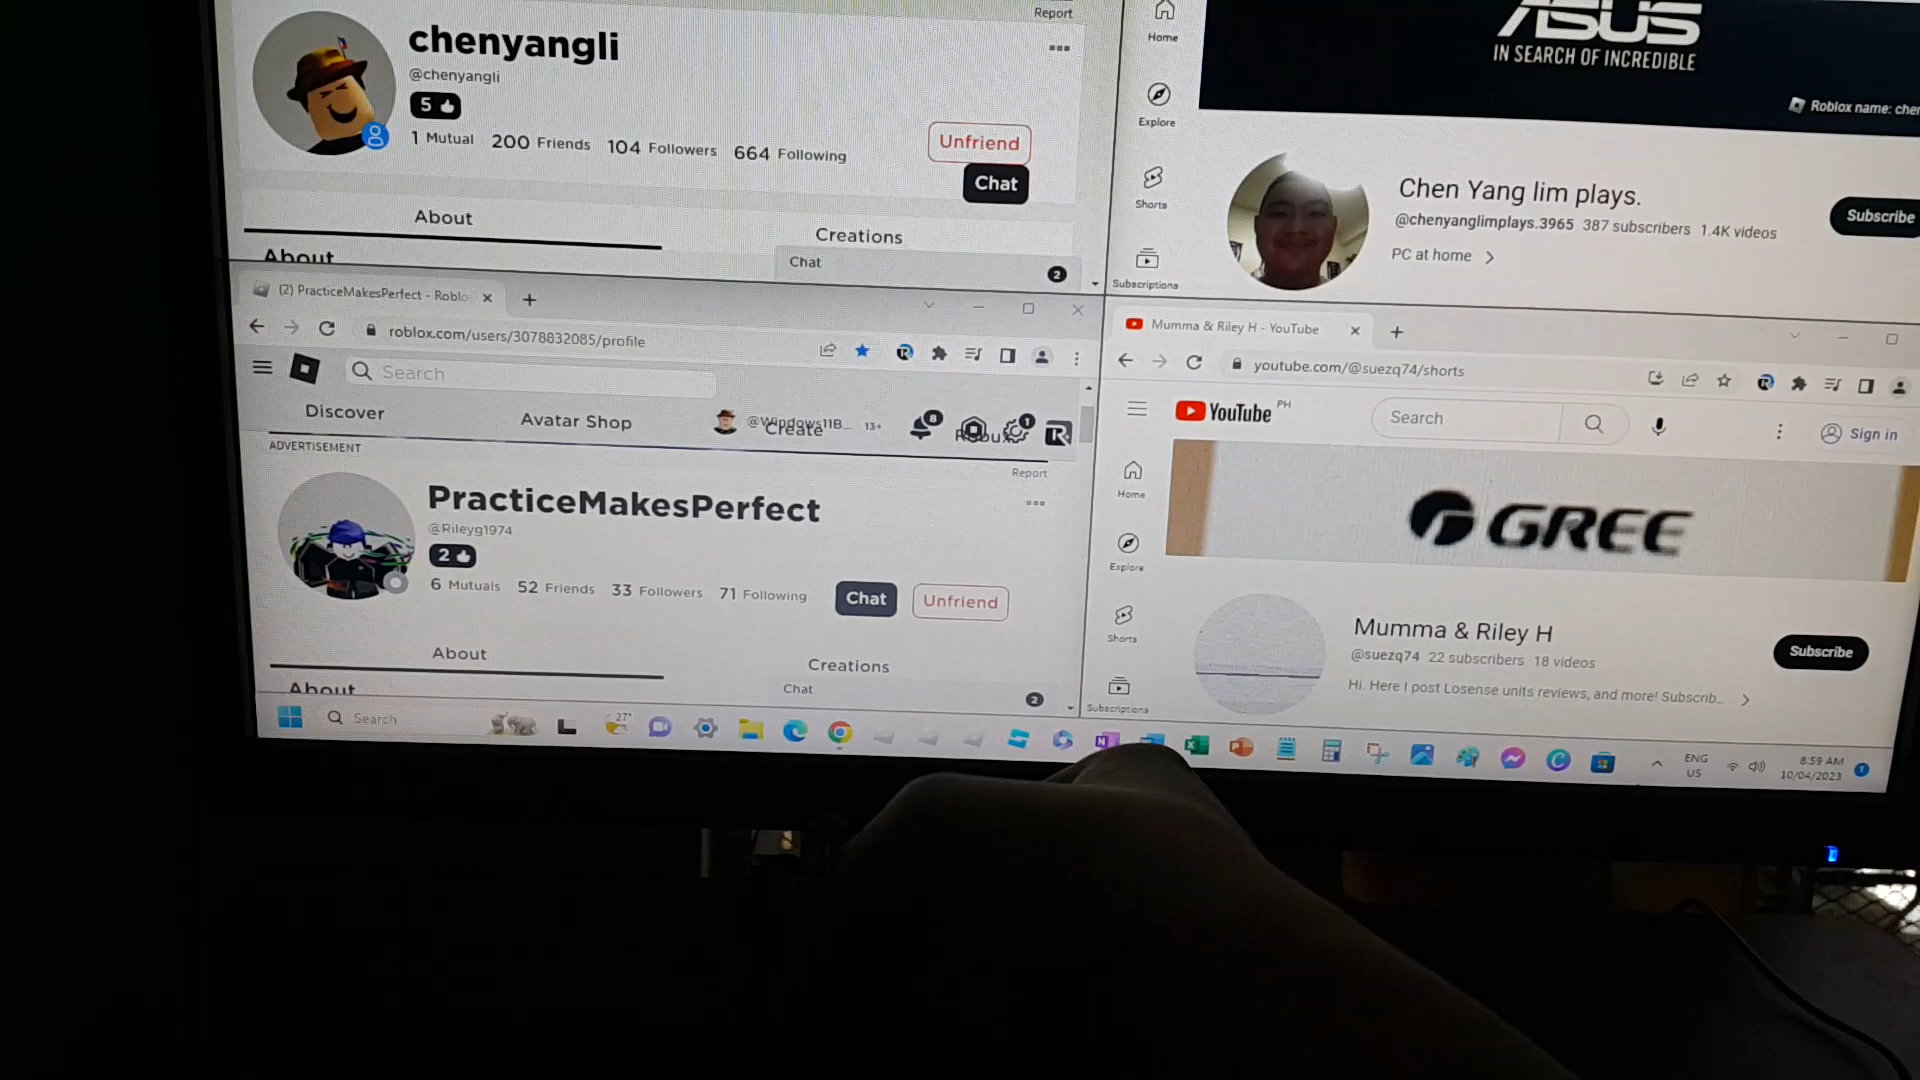 Report
chenyangli
@chenyangli
5
1 Mutual 200 Friends 104 Followers 664 Following
Unfriend
Chat
About
Creations
About
Chat
2
Home
Explore
Shorts
Subscriptions
ASUS
IN SEARCH OF INCREDIBLE
Roblox name: chen
Chen Yang lim plays.
@chenyanglimplays.3965 387 subscribers 1.4K videos
PC at home
Subscribe
(2) PracticeMakesPerfect - Roblo
roblox.com/users/3078832085/profile
Search
Discover
Avatar Shop
@Windows11B...
Create
13+
8
Robux
1
ADVERTISEMENT
Report
PracticeMakesPerfect
@Rileyg1974
2
6 Mutuals 52 Friends 33 Followers 71 Following
Chat
Unfriend
About
Creations
About
Chat
2
Mumma & Riley H - YouTube
youtube.com/@suezq74/shorts
YouTube PH
Search
Sign in
Home
Explore
Shorts
Subscriptions
GREE
Mumma & Riley H
@suezq74 22 subscribers 18 videos
Hi. Here I post Losense units reviews, and more! Subscrib...
Subscribe
Search
27°
ENG
US
8:59 AM
10/04/2023
1